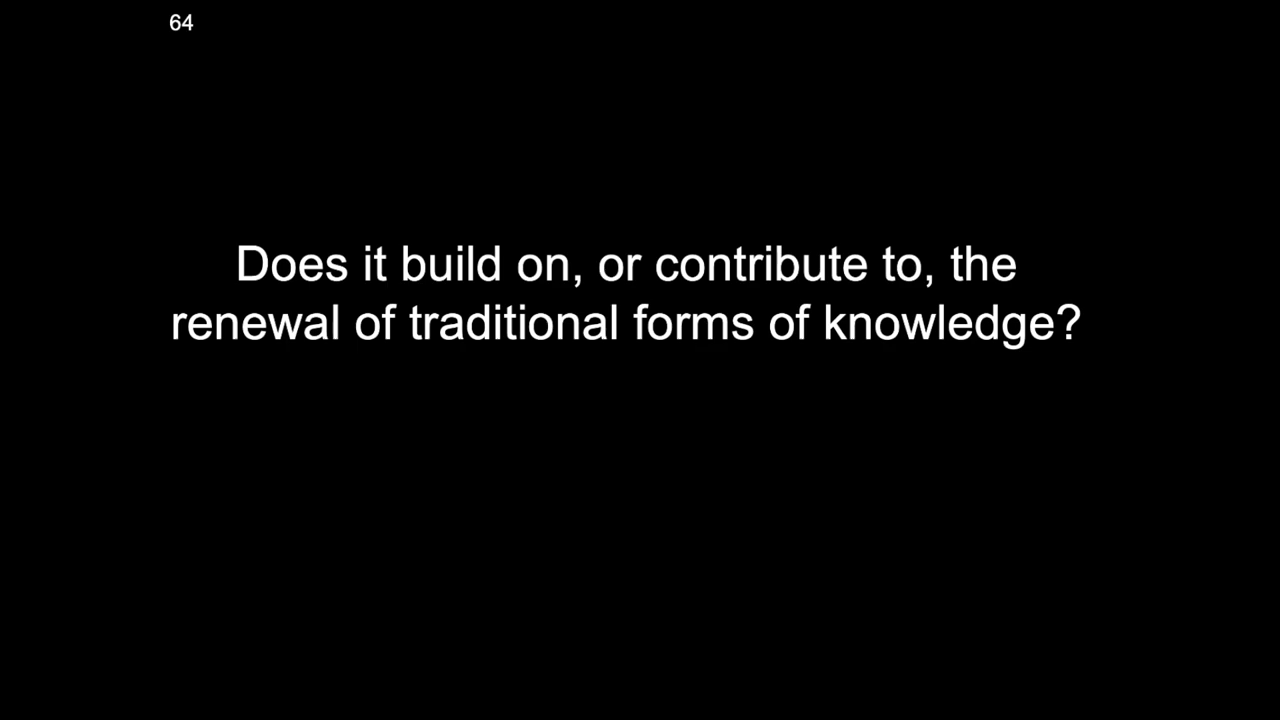 64
Does it build on, or contribute to, the
renewal of traditional forms of knowledge?